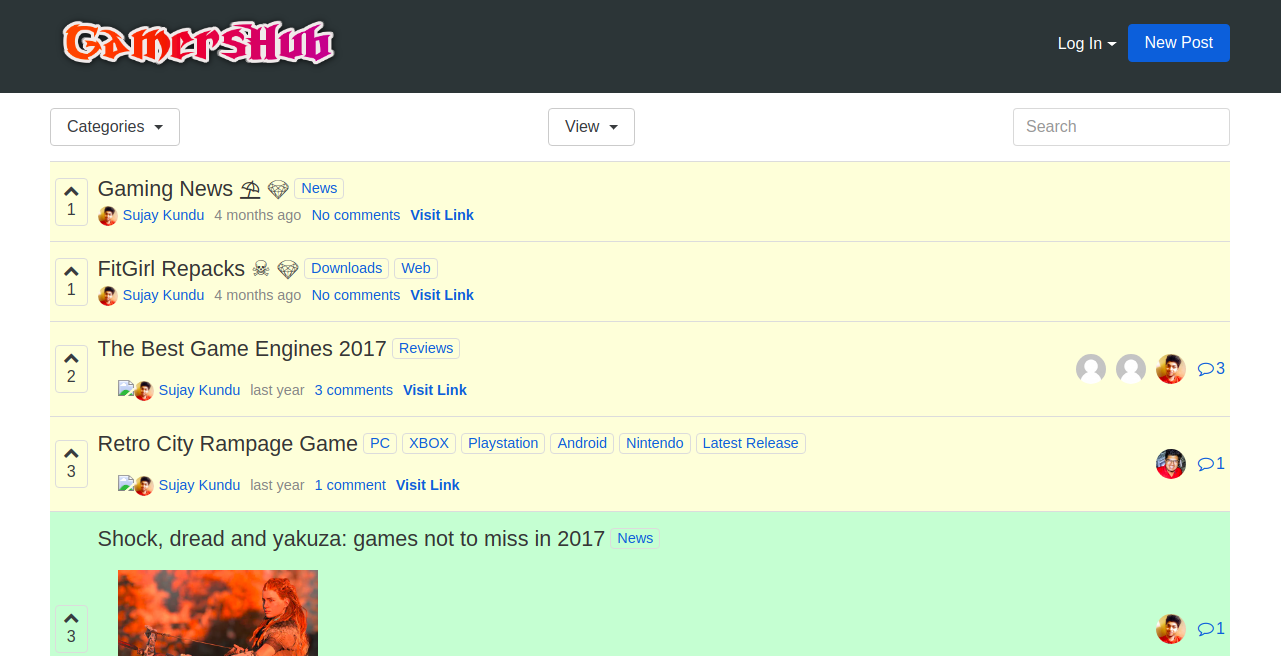 GamersHub
Log In
New Post
Categories
View
Search
1
Gaming News ⛱ 💎 News
Sujay Kundu 4 months ago No comments Visit Link
1
FitGirl Repacks ☠ 💎 Downloads Web
Sujay Kundu 4 months ago No comments Visit Link
2
The Best Game Engines 2017 Reviews
Sujay Kundu last year 3 comments Visit Link
3
3
Retro City Rampage Game PC XBOX Playstation Android Nintendo Latest Release
Sujay Kundu last year 1 comment Visit Link
1
Shock, dread and yakuza: games not to miss in 2017 News
3
1